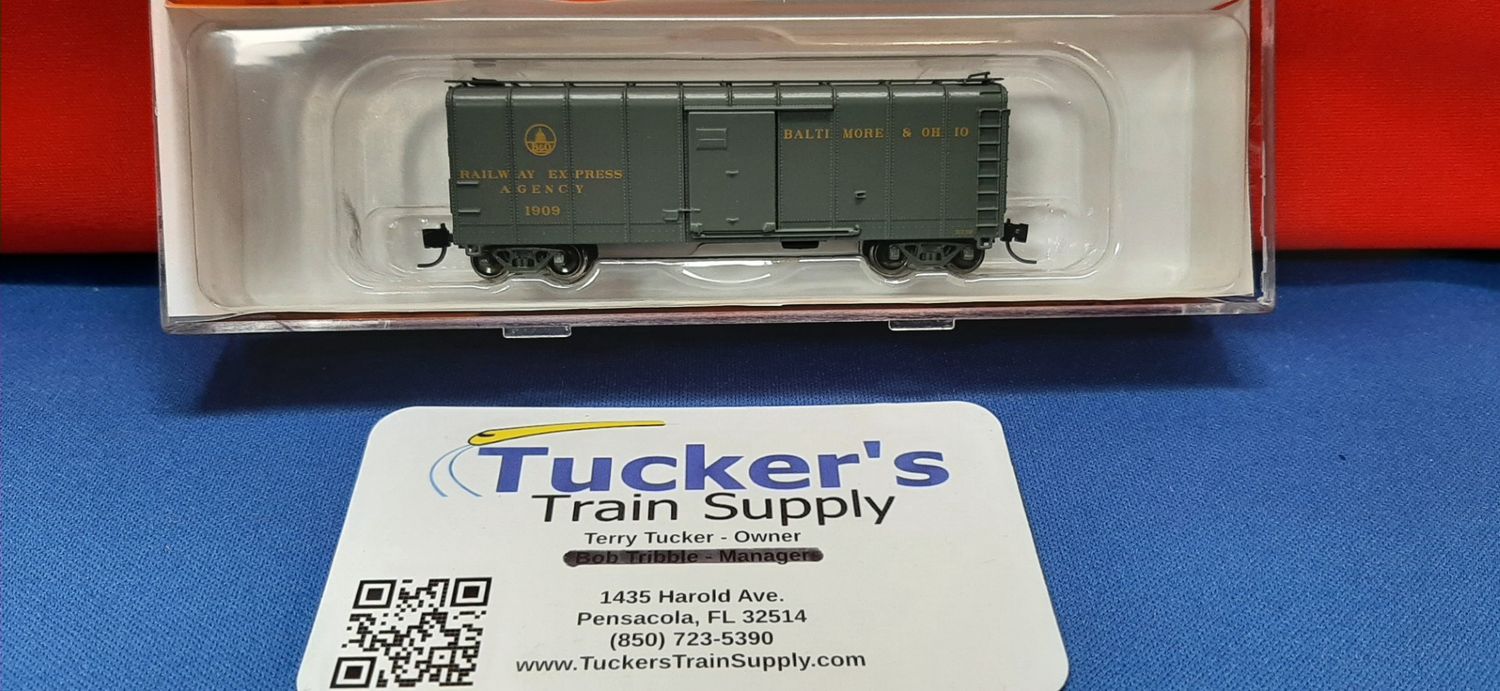 BALTIMORE & OHIO
B&O
RAILWAY EXPRESS
AGENCY
1909
Tucker's
Train Supply
Terry Tucker - Owner
Bob Tribble - Manager
1435 Harold Ave.
Pensacola, FL 32514
(850) 723-5390
www.TuckersTrainSupply.com